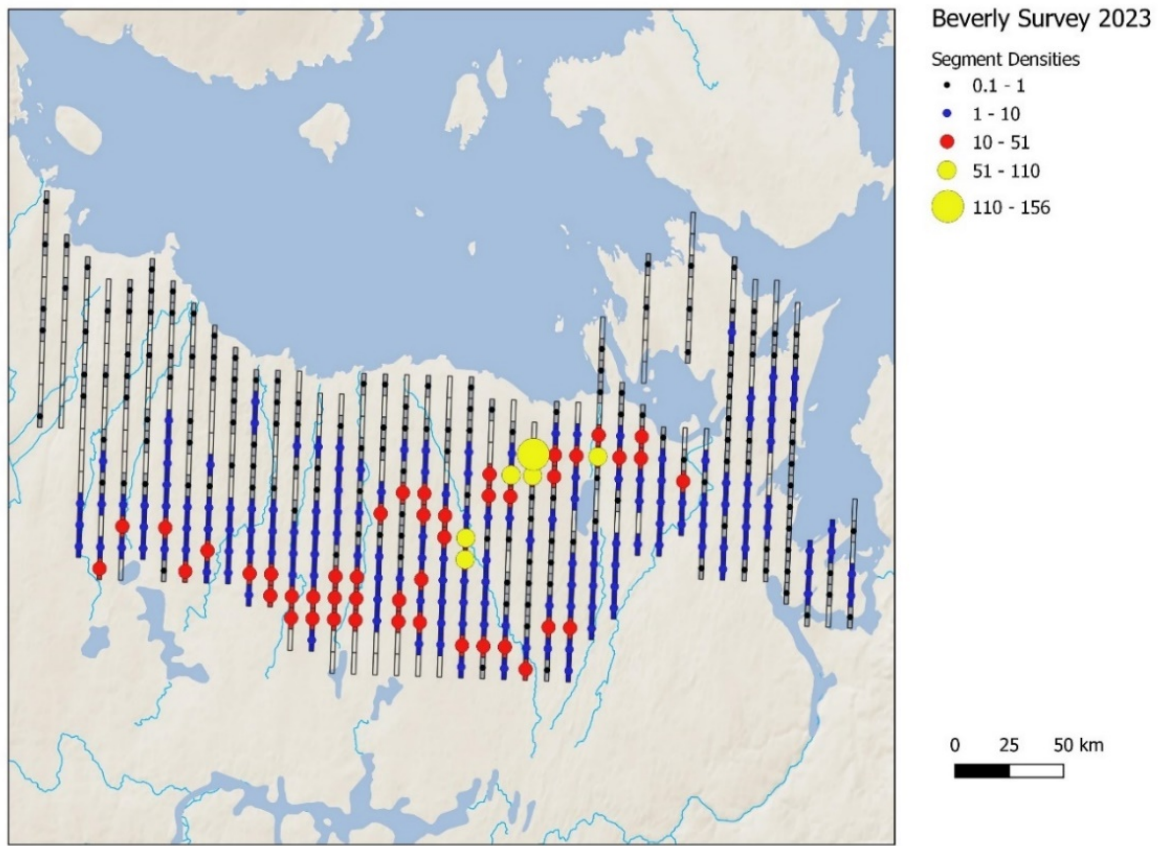 Beverly Survey 2023
Segment Densities
0.1 - 1
1 - 10
10 - 51
51 - 110
110 - 156
0 25 50 km